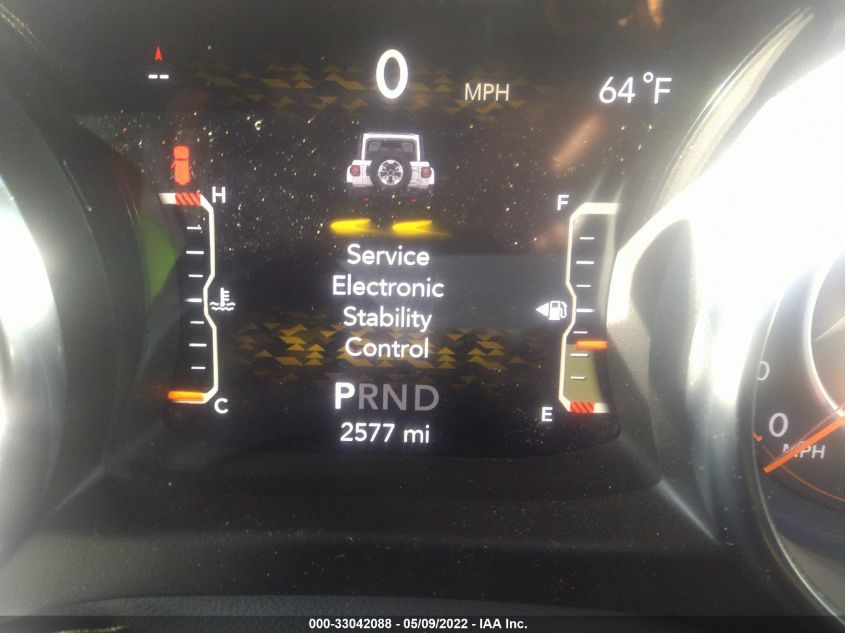 --
0 MPH
64°F
H
F
Service
Electronic
Stability
Control
C
E
PRND
2577 mi
0
0
MPH
000-33042088 - 05/09/2022 - IAA Inc.